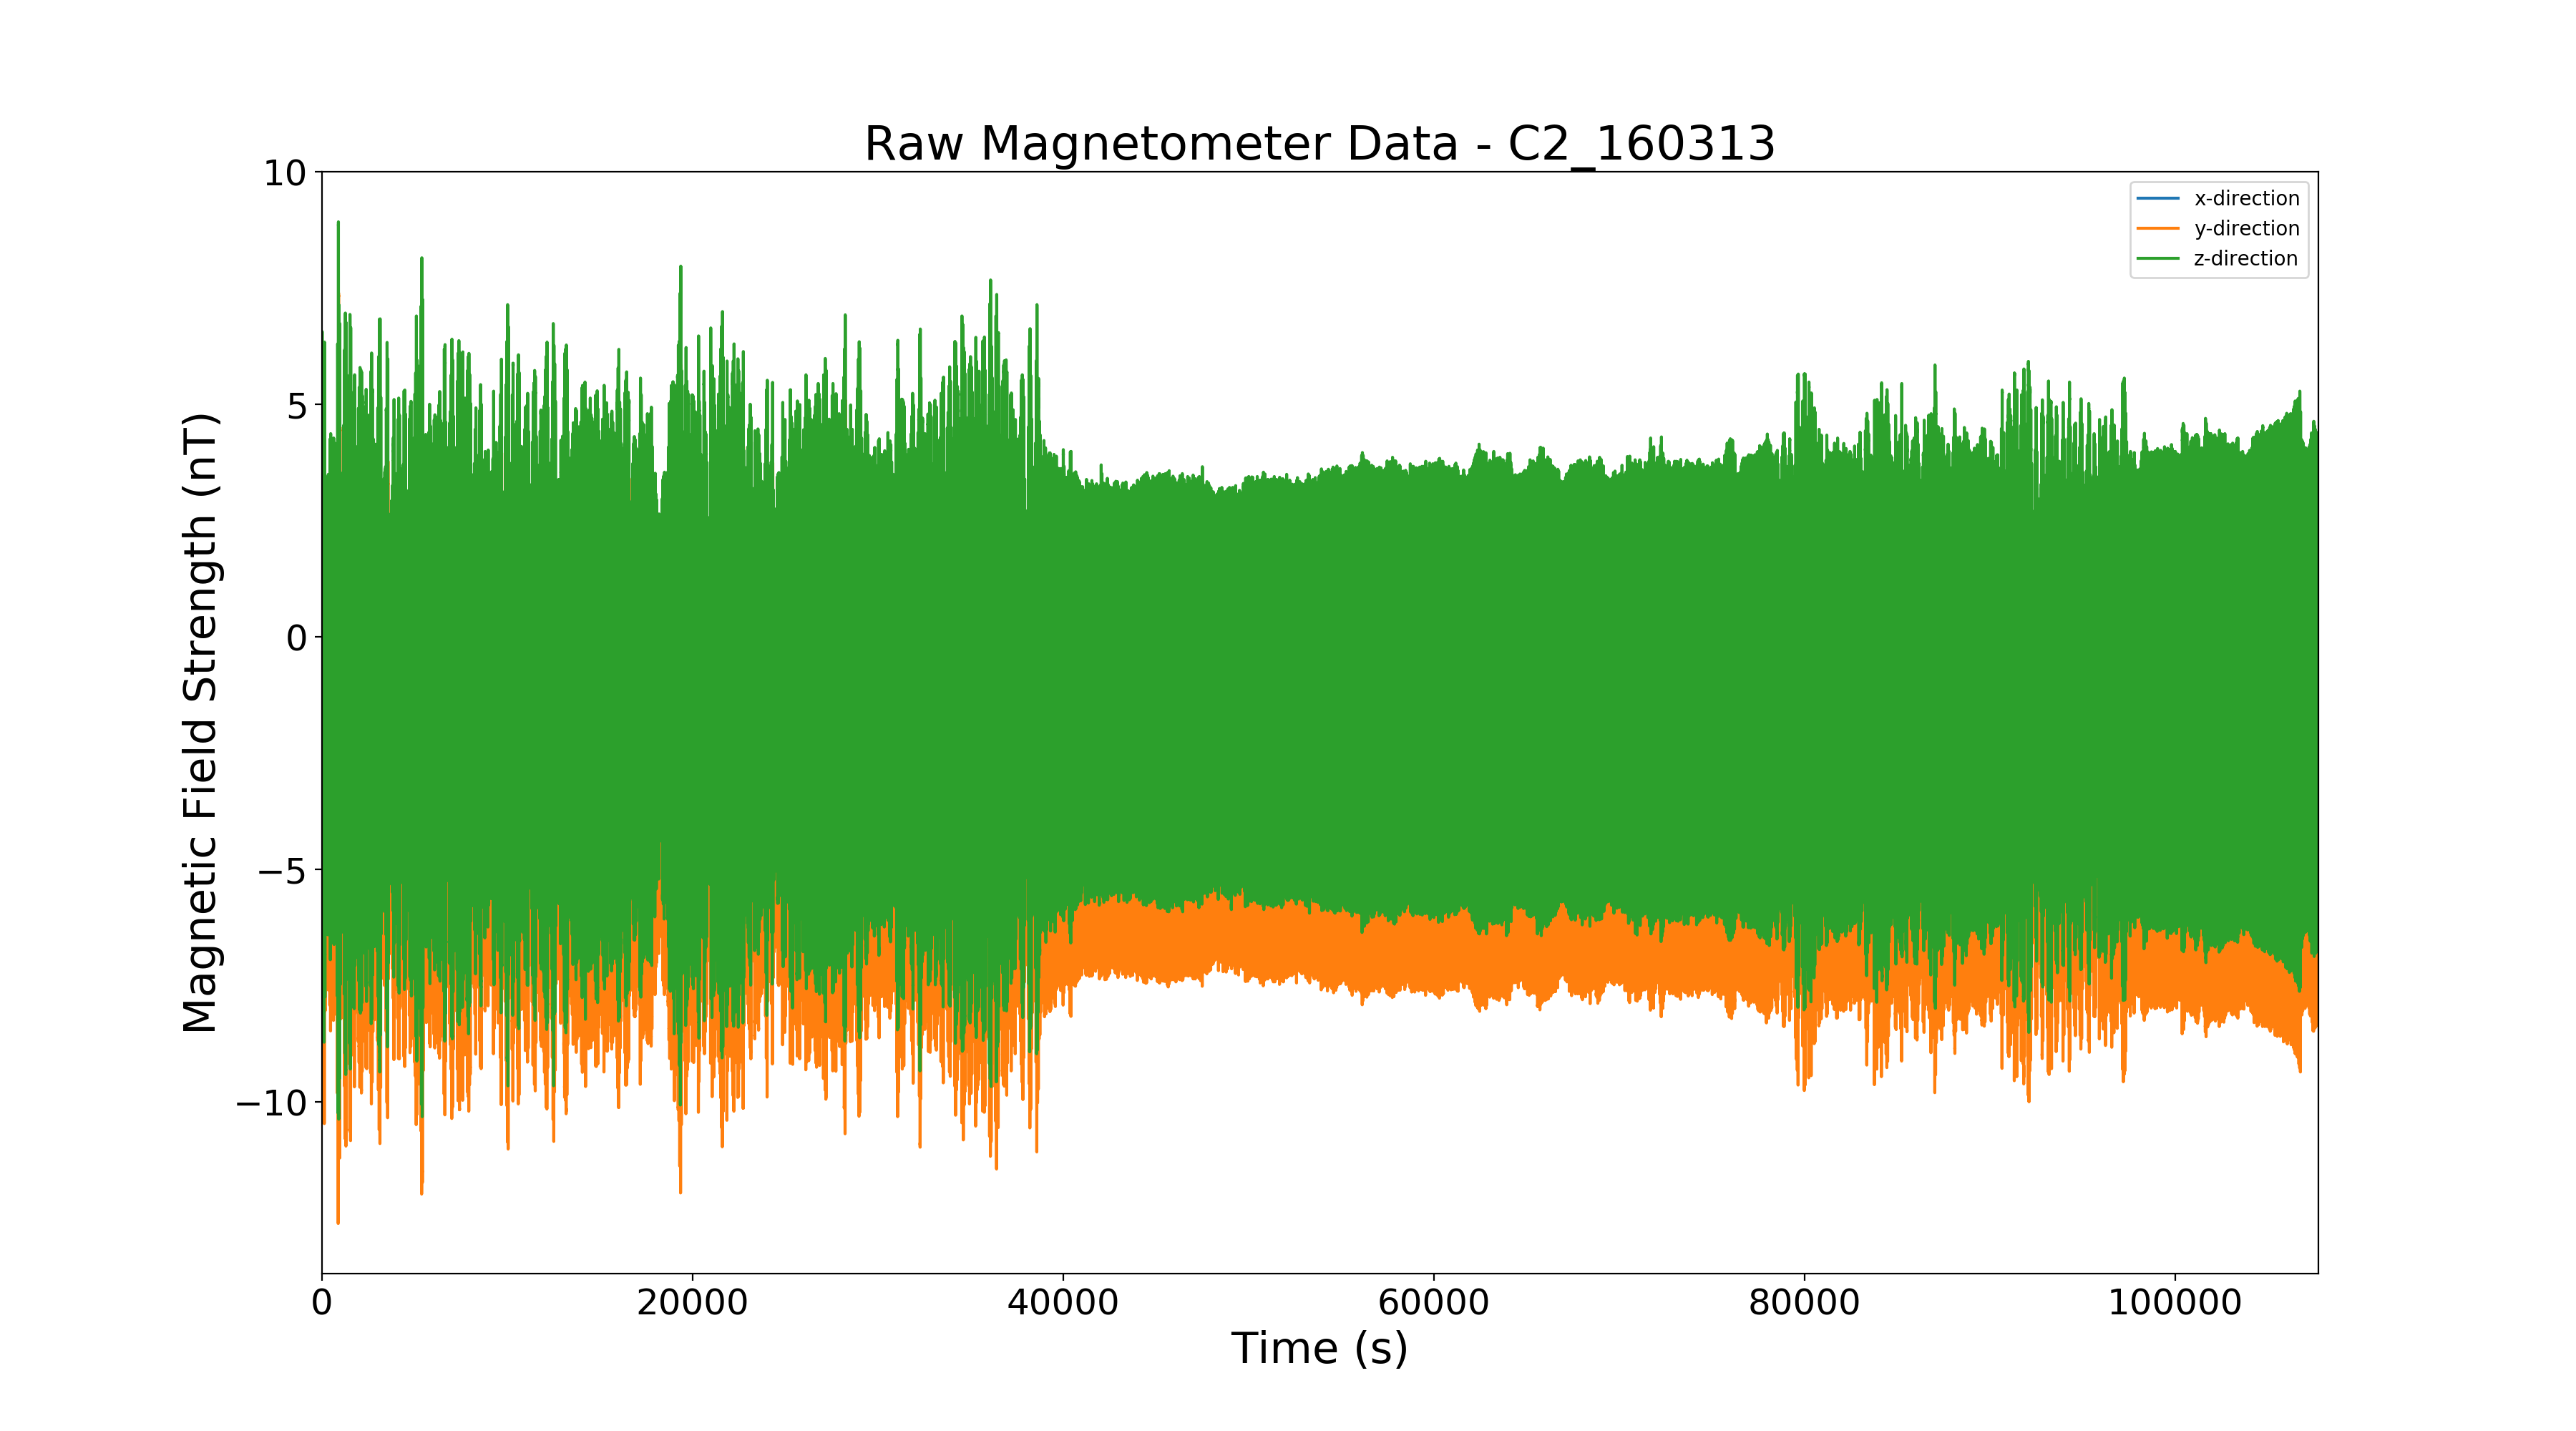 Raw Magnetometer Data - C2_160313
10
5
0
−5
−10
Magnetic Field Strength (nT)
x-direction
y-direction
z-direction
0 20000 40000 60000 80000 100000
Time (s)